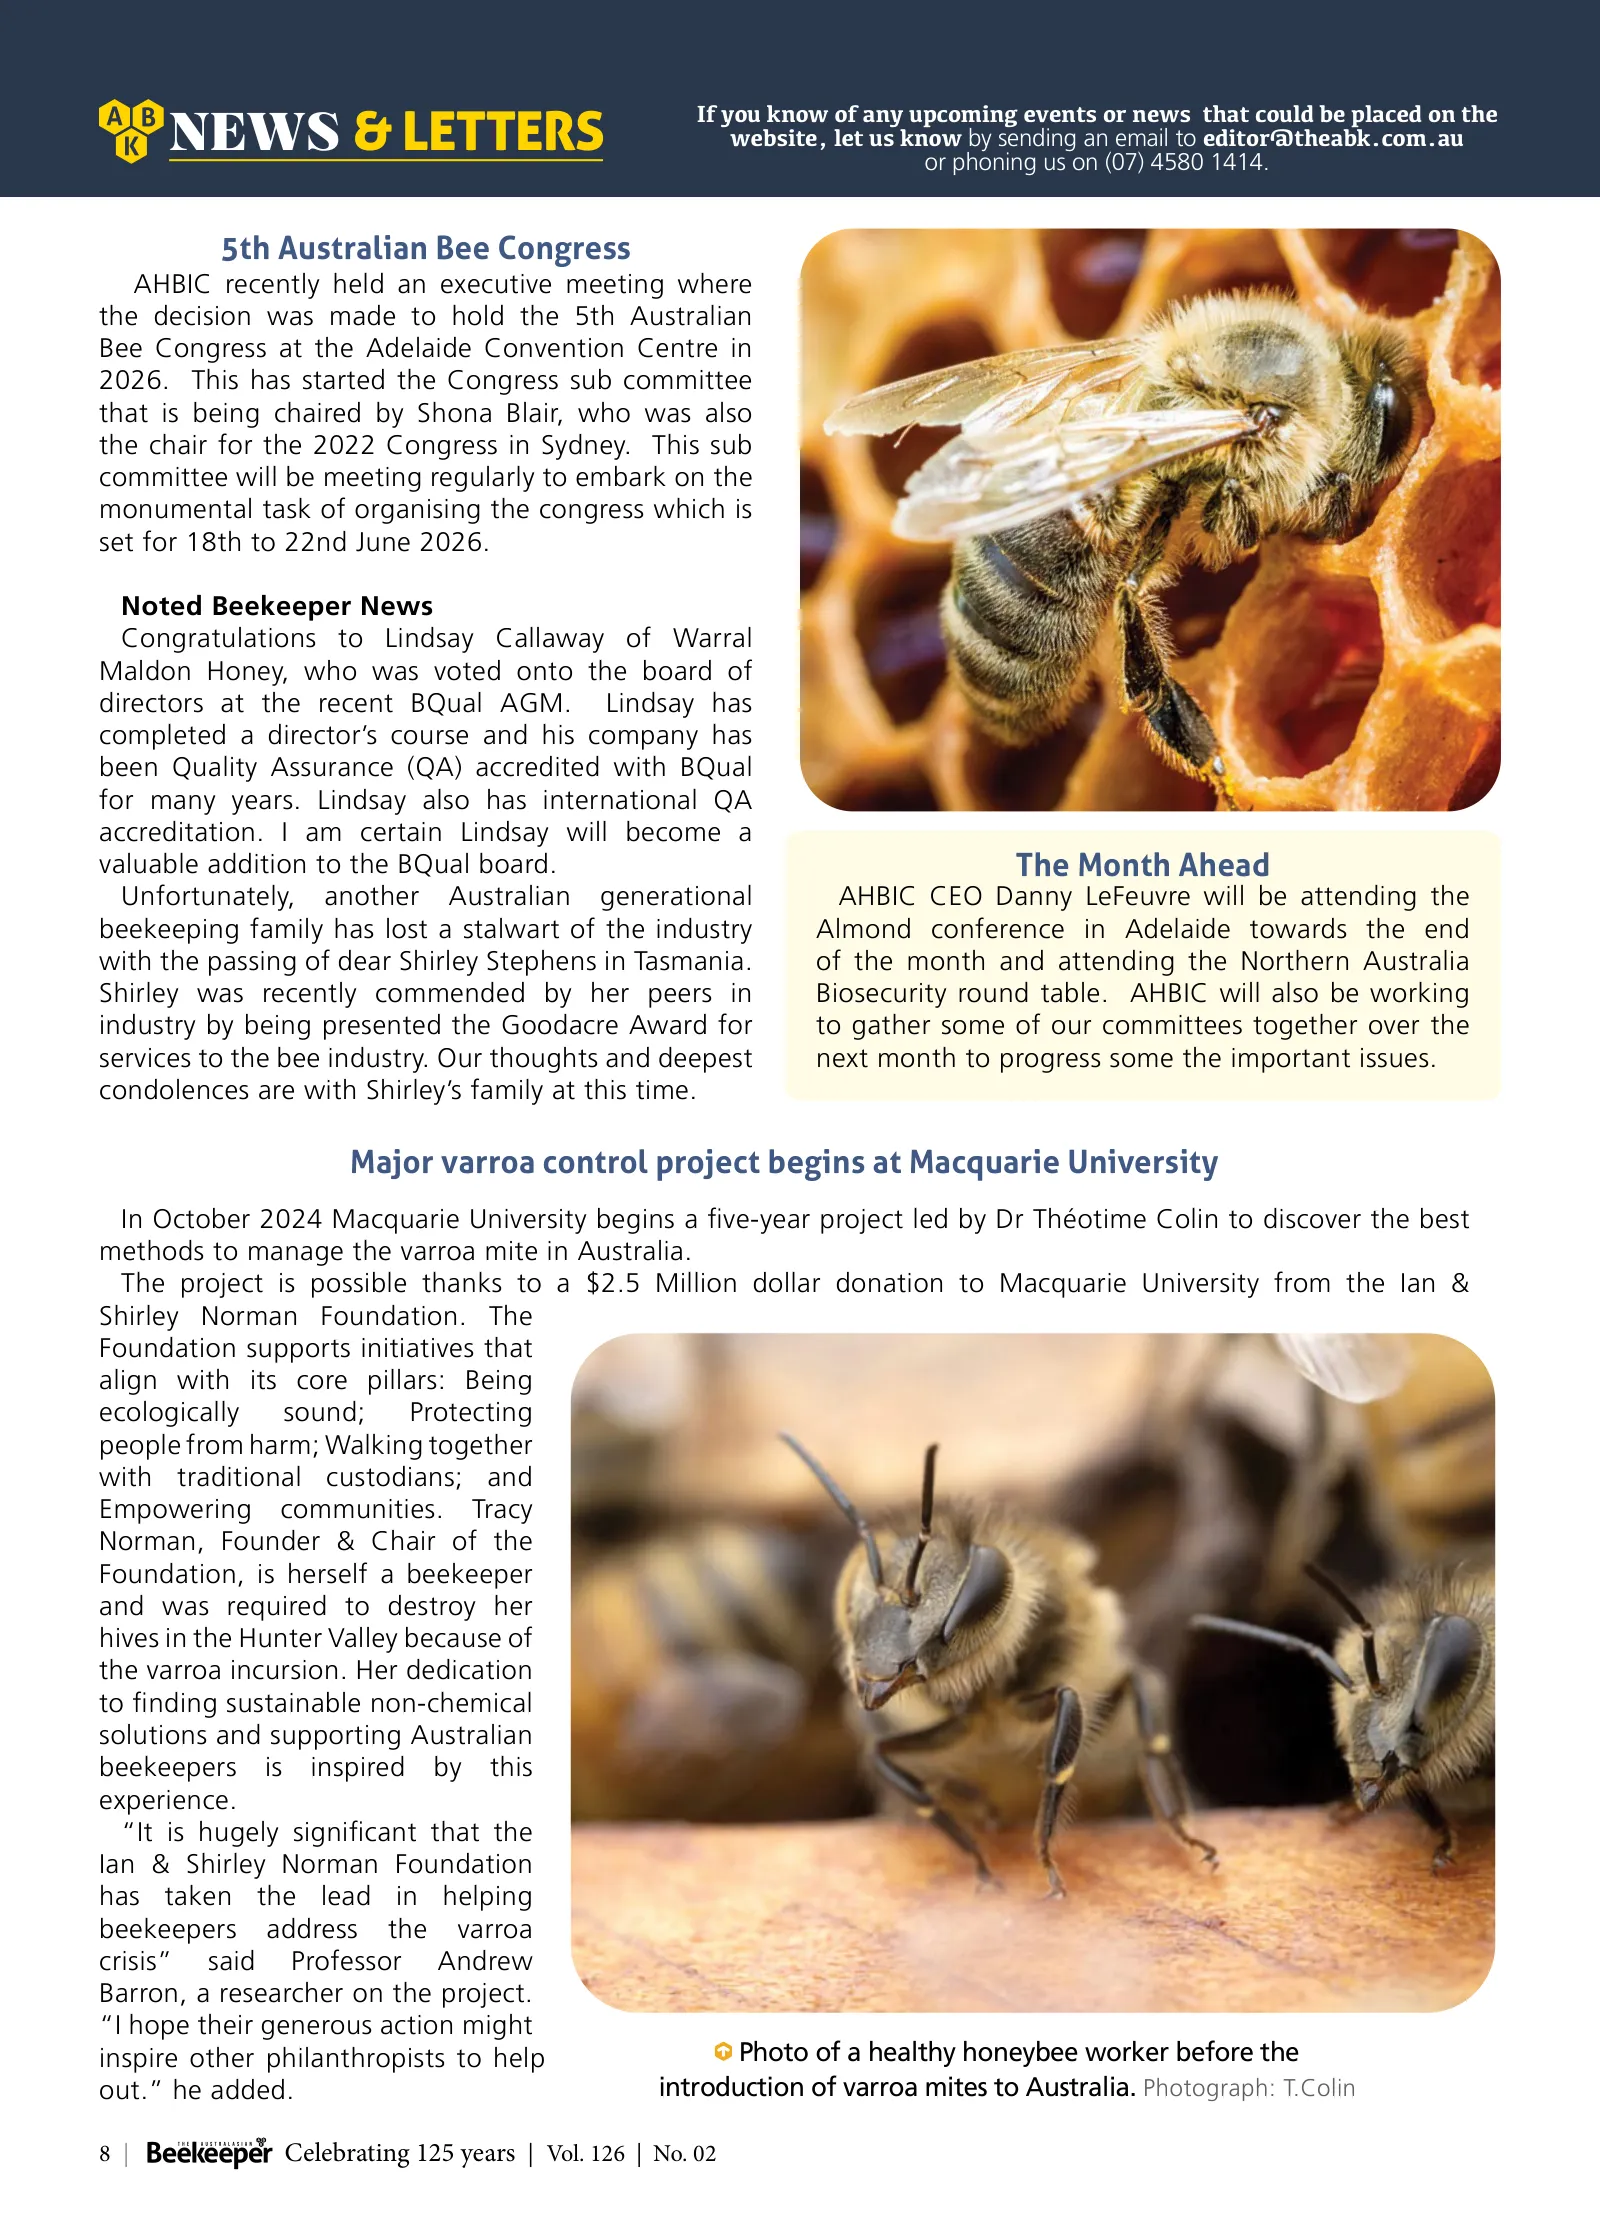 A B K
NEWS & LETTERS
If you know of any upcoming events or news that could be placed on the
website, let us know by sending an email to editor@theabk.com.au
or phoning us on (07) 4580 1414.
5th Australian Bee Congress
AHBIC recently held an executive meeting where
the decision was made to hold the 5th Australian
Bee Congress at the Adelaide Convention Centre in
2026. This has started the Congress sub committee
that is being chaired by Shona Blair, who was also
the chair for the 2022 Congress in Sydney. This sub
committee will be meeting regularly to embark on the
monumental task of organising the congress which is
set for 18th to 22nd June 2026.
Noted Beekeeper News
Congratulations to Lindsay Callaway of Warral
Maldon Honey, who was voted onto the board of
directors at the recent BQual AGM. Lindsay has
completed a director’s course and his company has
been Quality Assurance (QA) accredited with BQual
for many years. Lindsay also has international QA
accreditation. I am certain Lindsay will become a
valuable addition to the BQual board.
Unfortunately, another Australian generational
beekeeping family has lost a stalwart of the industry
with the passing of dear Shirley Stephens in Tasmania.
Shirley was recently commended by her peers in
industry by being presented the Goodacre Award for
services to the bee industry. Our thoughts and deepest
condolences are with Shirley’s family at this time.
The Month Ahead
AHBIC CEO Danny LeFeuvre will be attending the
Almond conference in Adelaide towards the end
of the month and attending the Northern Australia
Biosecurity round table. AHBIC will also be working
to gather some of our committees together over the
next month to progress some the important issues.
Major varroa control project begins at Macquarie University
In October 2024 Macquarie University begins a five-year project led by Dr Théotime Colin to discover the best
methods to manage the varroa mite in Australia.
The project is possible thanks to a $2.5 Million dollar donation to Macquarie University from the Ian &
Shirley Norman Foundation. The
Foundation supports initiatives that
align with its core pillars: Being
ecologically sound; Protecting
people from harm; Walking together
with traditional custodians; and
Empowering communities. Tracy
Norman, Founder & Chair of the
Foundation, is herself a beekeeper
and was required to destroy her
hives in the Hunter Valley because of
the varroa incursion. Her dedication
to finding sustainable non-chemical
solutions and supporting Australian
beekeepers is inspired by this
experience.
“It is hugely significant that the
Ian & Shirley Norman Foundation
has taken the lead in helping
beekeepers address the varroa
crisis” said Professor Andrew
Barron, a researcher on the project.
“I hope their generous action might
inspire other philanthropists to help
out.” he added.
Photo of a healthy honeybee worker before the
introduction of varroa mites to Australia. Photograph: T.Colin
8 | THE AUSTRALASIAN Beekeeper Celebrating 125 years | Vol. 126 | No. 02